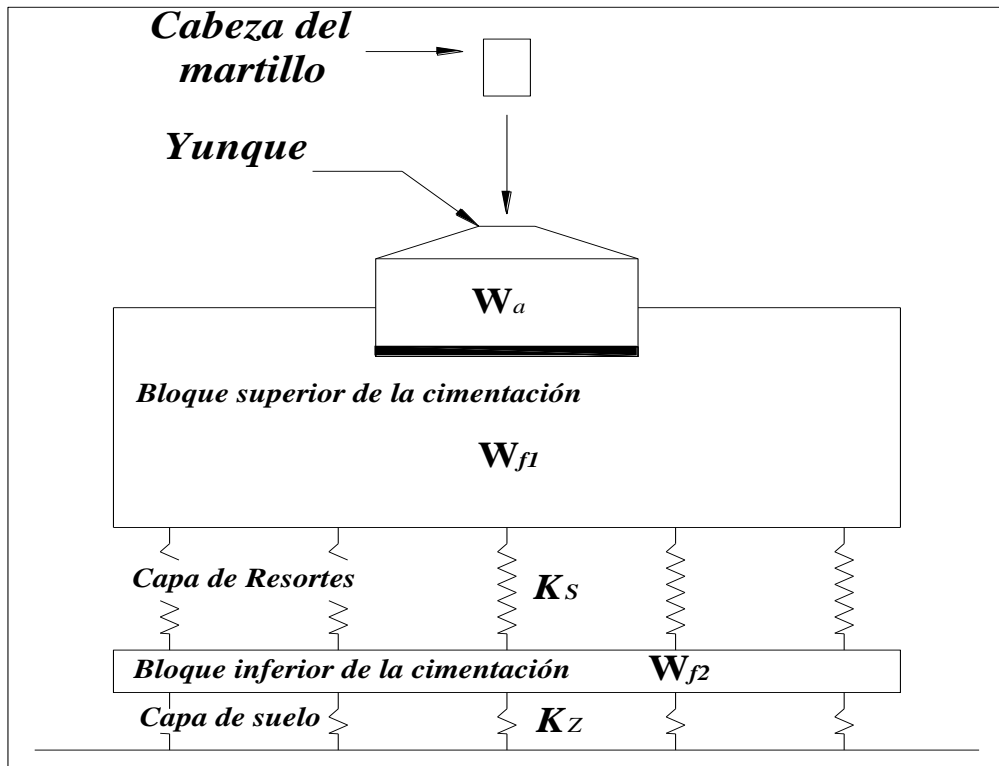 Cabeza del
martillo
Yunque
Wa
Bloque superior de la cimentación
Wf1
Capa de Resortes
KS
Bloque inferior de la cimentación
Wf2
Capa de suelo
KZ